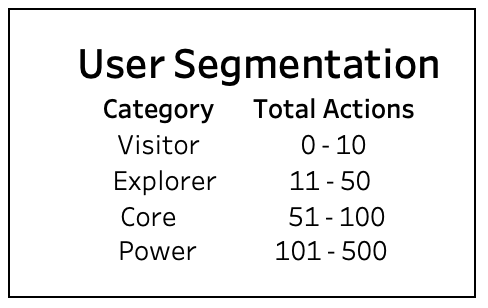 User Segmentation
Category Total Actions
Visitor 0 - 10
Explorer 11 - 50
Core 51 - 100
Power 101 - 500